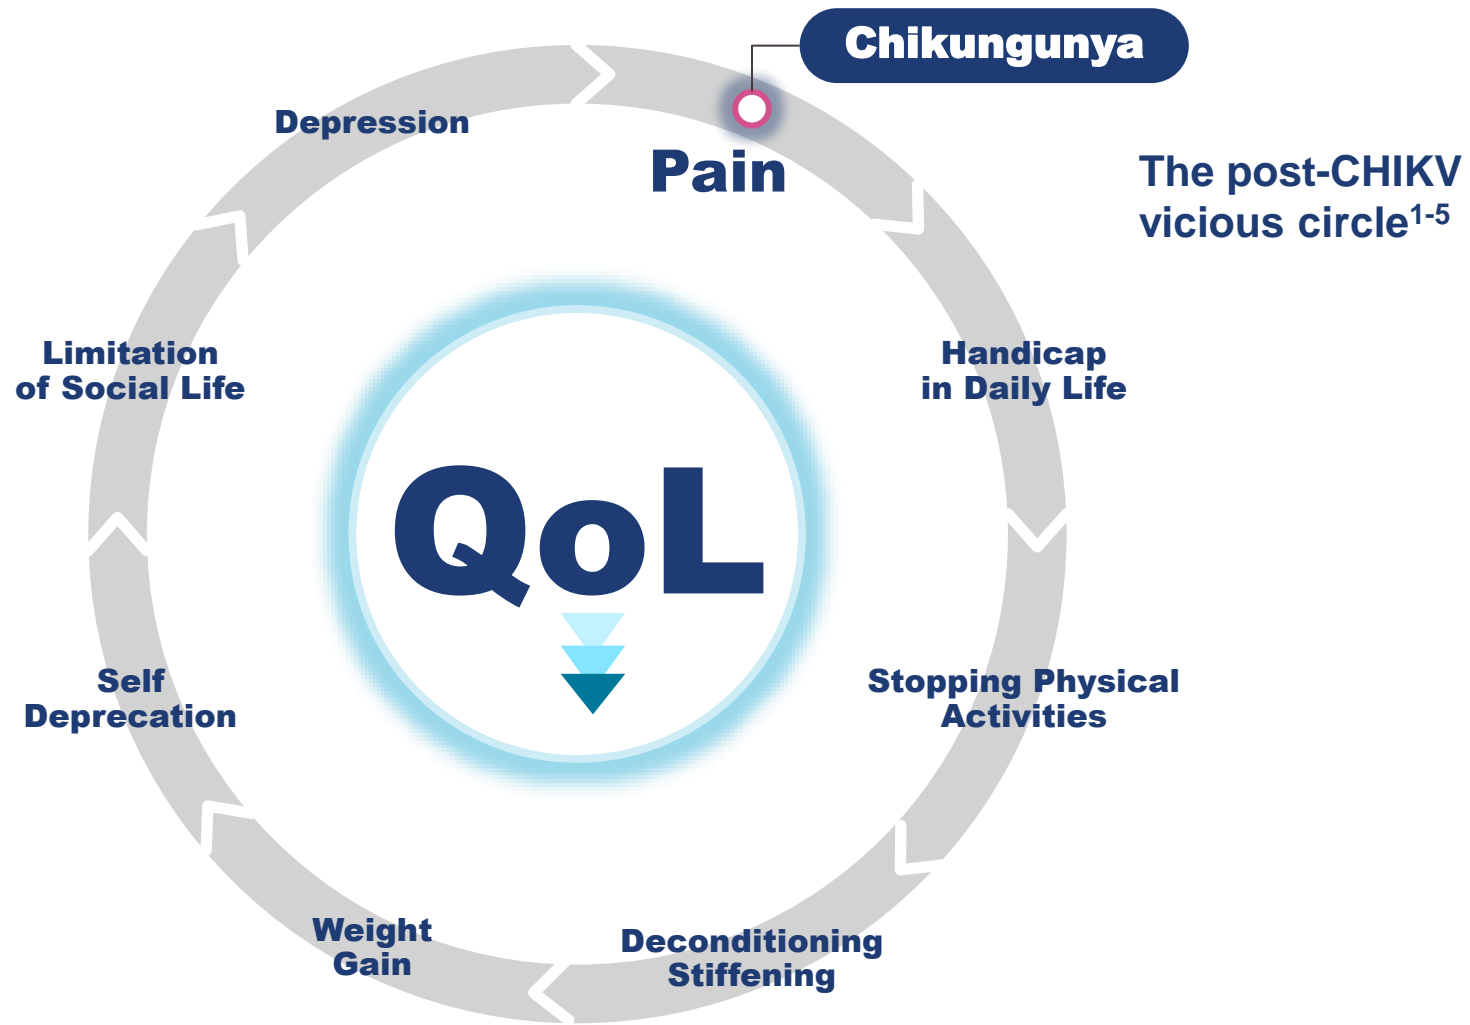 Chikungunya
Pain
The post-CHIKV
vicious circle1-5
Handicap
in Daily Life
Stopping Physical
Activities
Deconditioning
Stiffening
Weight
Gain
Self
Deprecation
Limitation
of Social Life
Depression
QoL